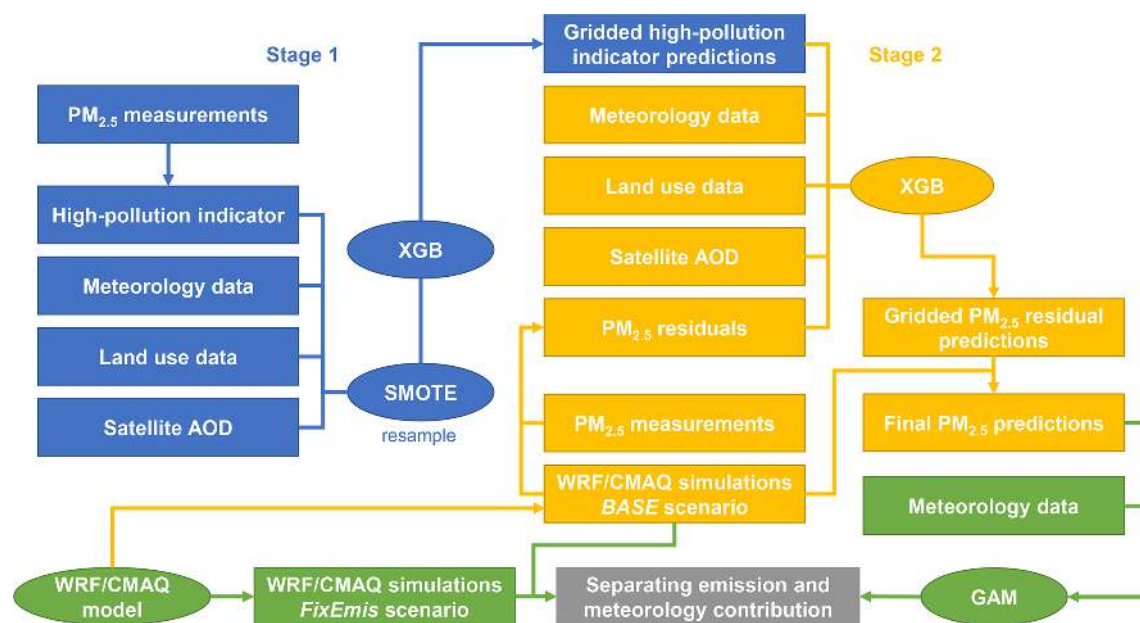 Stage 1
PM2.5 measurements
High-pollution indicator
Meteorology data
Land use data
Satellite AOD
XGB
SMOTE
resample
Stage 2
Gridded high-pollution
indicator predictions
Meteorology data
Land use data
Satellite AOD
PM2.5 residuals
PM2.5 measurements
WRF/CMAQ simulations
BASE scenario
XGB
Gridded PM2.5 residual
predictions
Final PM2.5 predictions
Meteorology data
WRF/CMAQ
model
WRF/CMAQ simulations
FixEmis scenario
Separating emission and
meteorology contribution
GAM